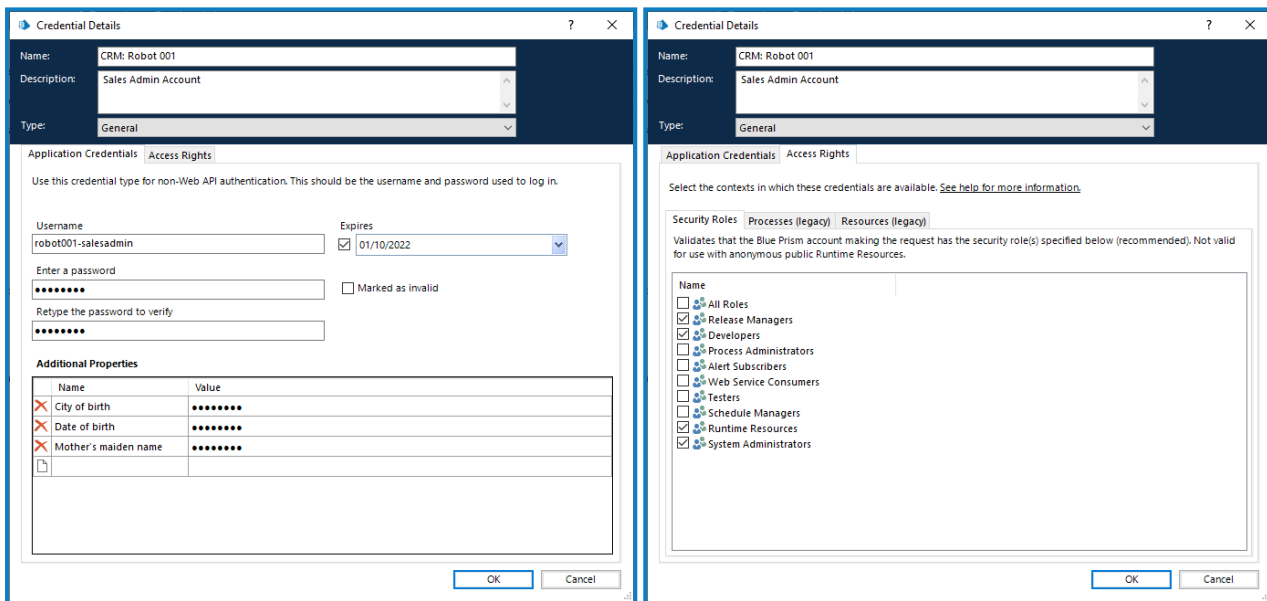 Credential Details
?
Name:
CRM: Robot 001
Description:
Sales Admin Account
Type:
General
Application Credentials
Access Rights
Use this credential type for non-Web API authentication. This should be the username and password used to log in.
Username
Expires
robot001-salesadmin
01/10/2022
Enter a password
••••••••
Marked as invalid
Retype the password to verify
••••••••
Additional Properties
Name Value
City of birth ••••••••
Date of birth ••••••••
Mother's maiden name ••••••••
OK
Cancel
Credential Details
?
Name:
CRM: Robot 001
Description:
Sales Admin Account
Type:
General
Application Credentials
Access Rights
Select the contexts in which these credentials are available. See help for more information.
Security Roles
Processes (legacy)
Resources (legacy)
Validates that the Blue Prism account making the request has the security role(s) specified below (recommended). Not valid
for use with anonymous public Runtime Resources.
Name
All Roles
Release Managers
Developers
Process Administrators
Alert Subscribers
Web Service Consumers
Testers
Schedule Managers
Runtime Resources
System Administrators
OK
Cancel